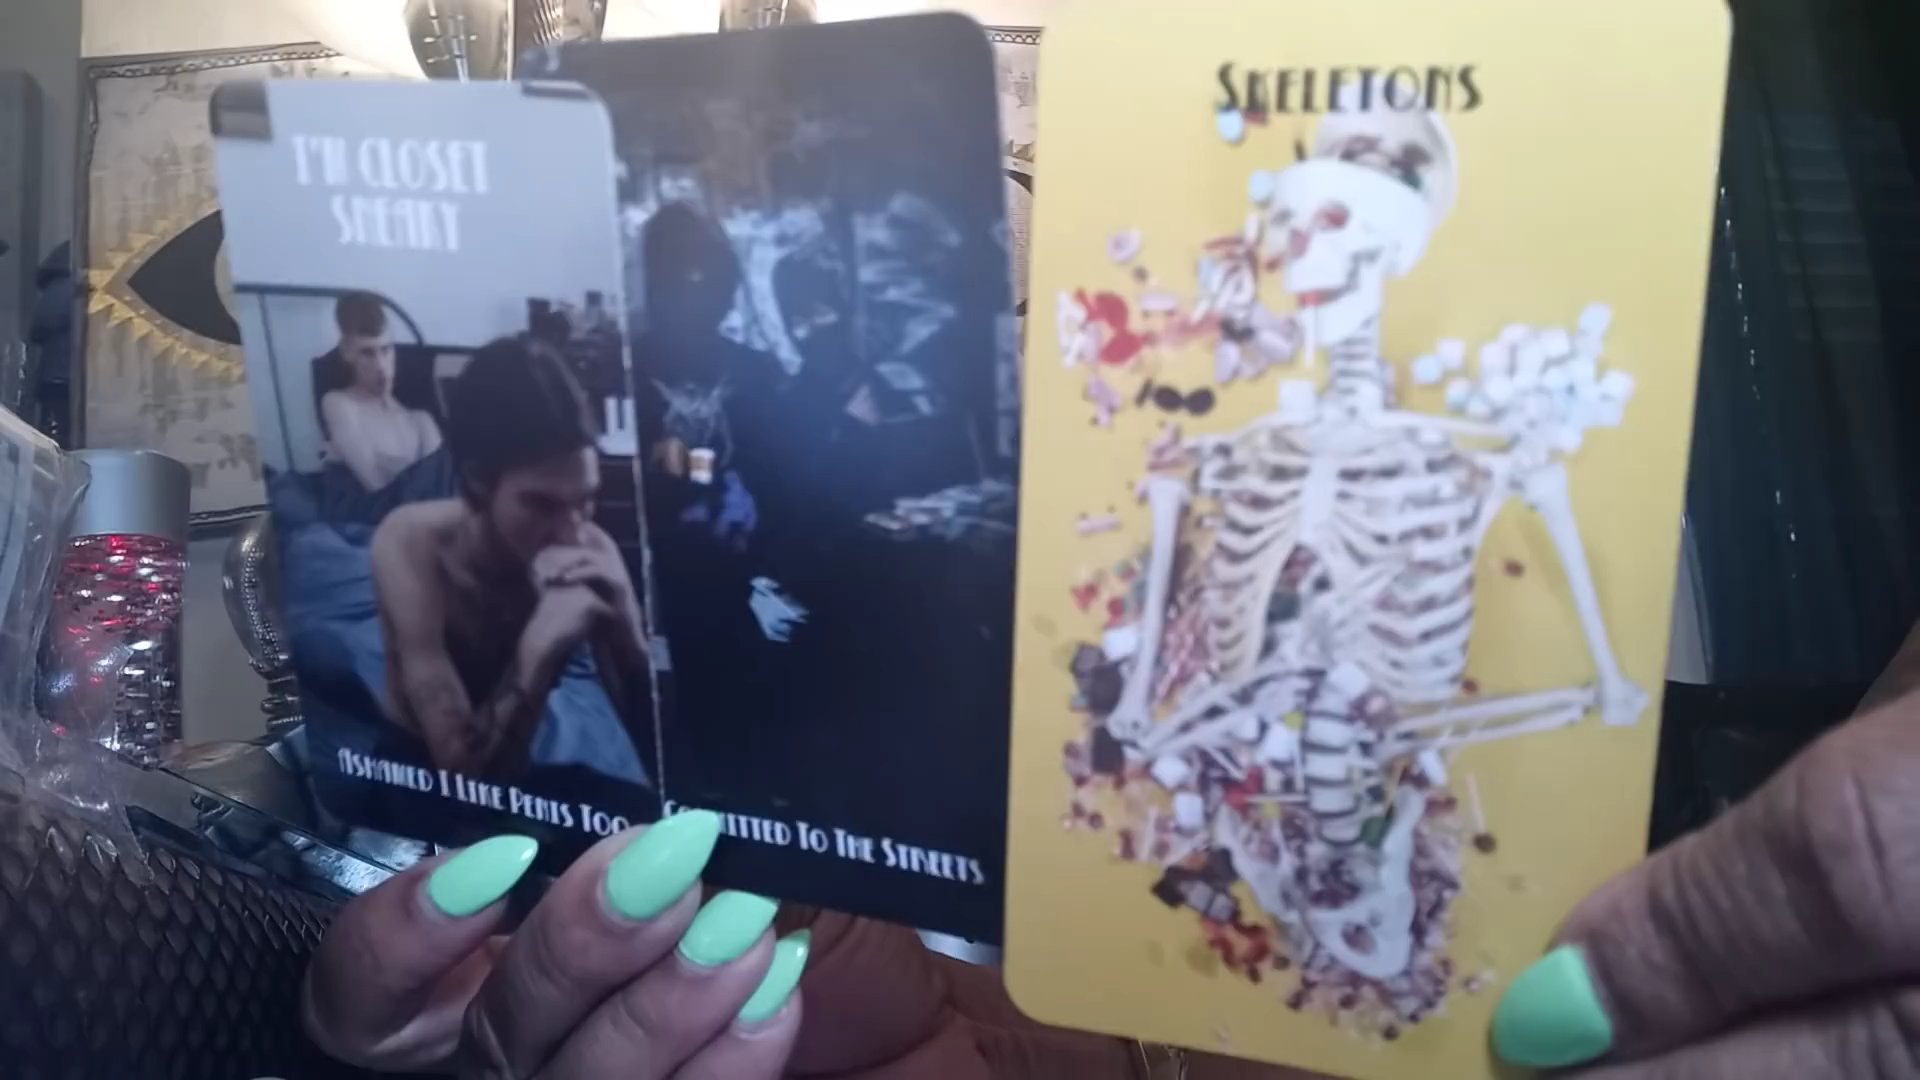 I'M CLOSET
SNEAKY
ASHAMED I LIKE PENIS TOO
COMMITTED TO THE STREETS
SKELETONS